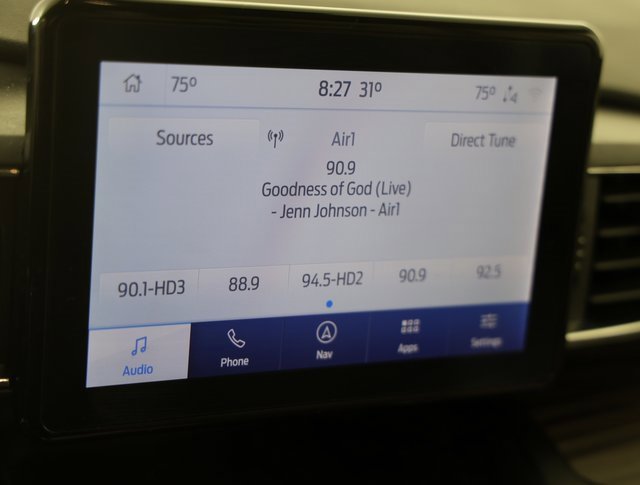 75° 8:27 31° 75° 4
Sources Air1 Direct Tune
90.9
Goodness of God (Live)
- Jenn Johnson - Air1
90.1-HD3 88.9 94.5-HD2 90.9 92.5
Audio Phone Nav Apps Settings